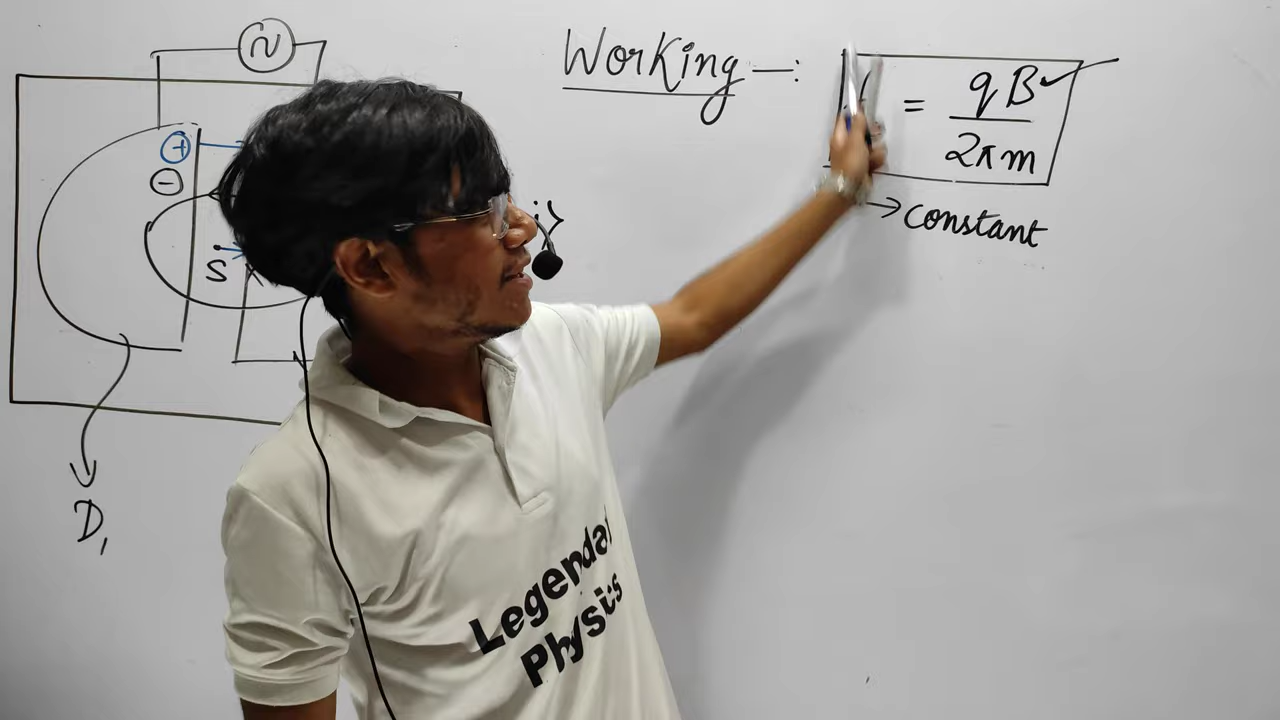 Working —:
= qB
2πm
→ constant
+
−
S
D₁
Legendary
Physics